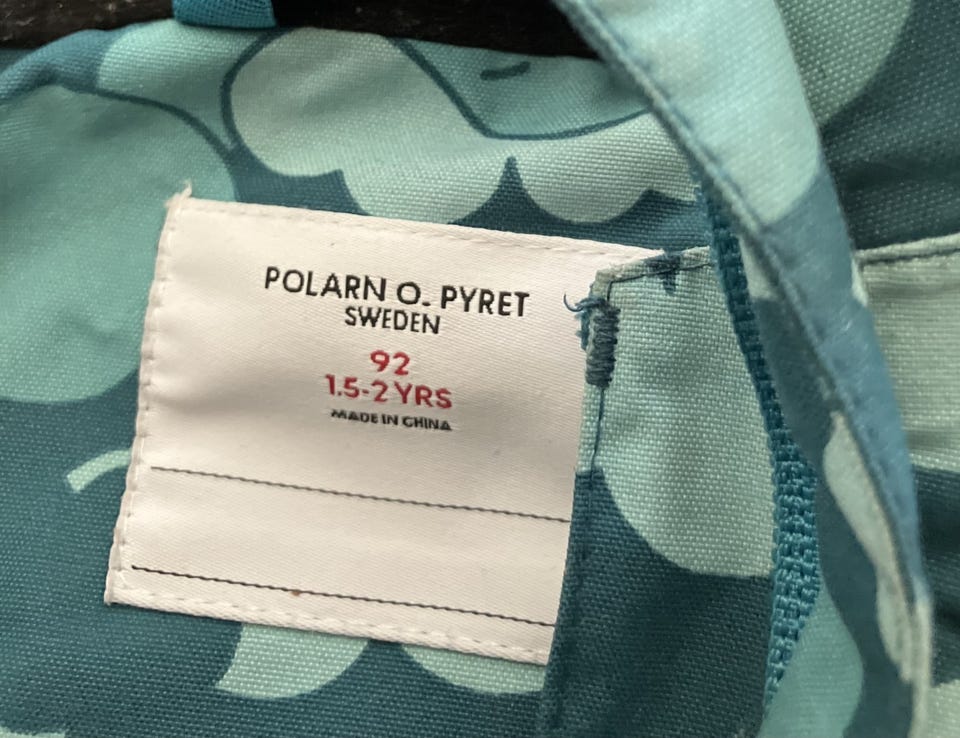 POLARN O. PYRET
SWEDEN
92
1.5-2 YRS
MADE IN CHINA